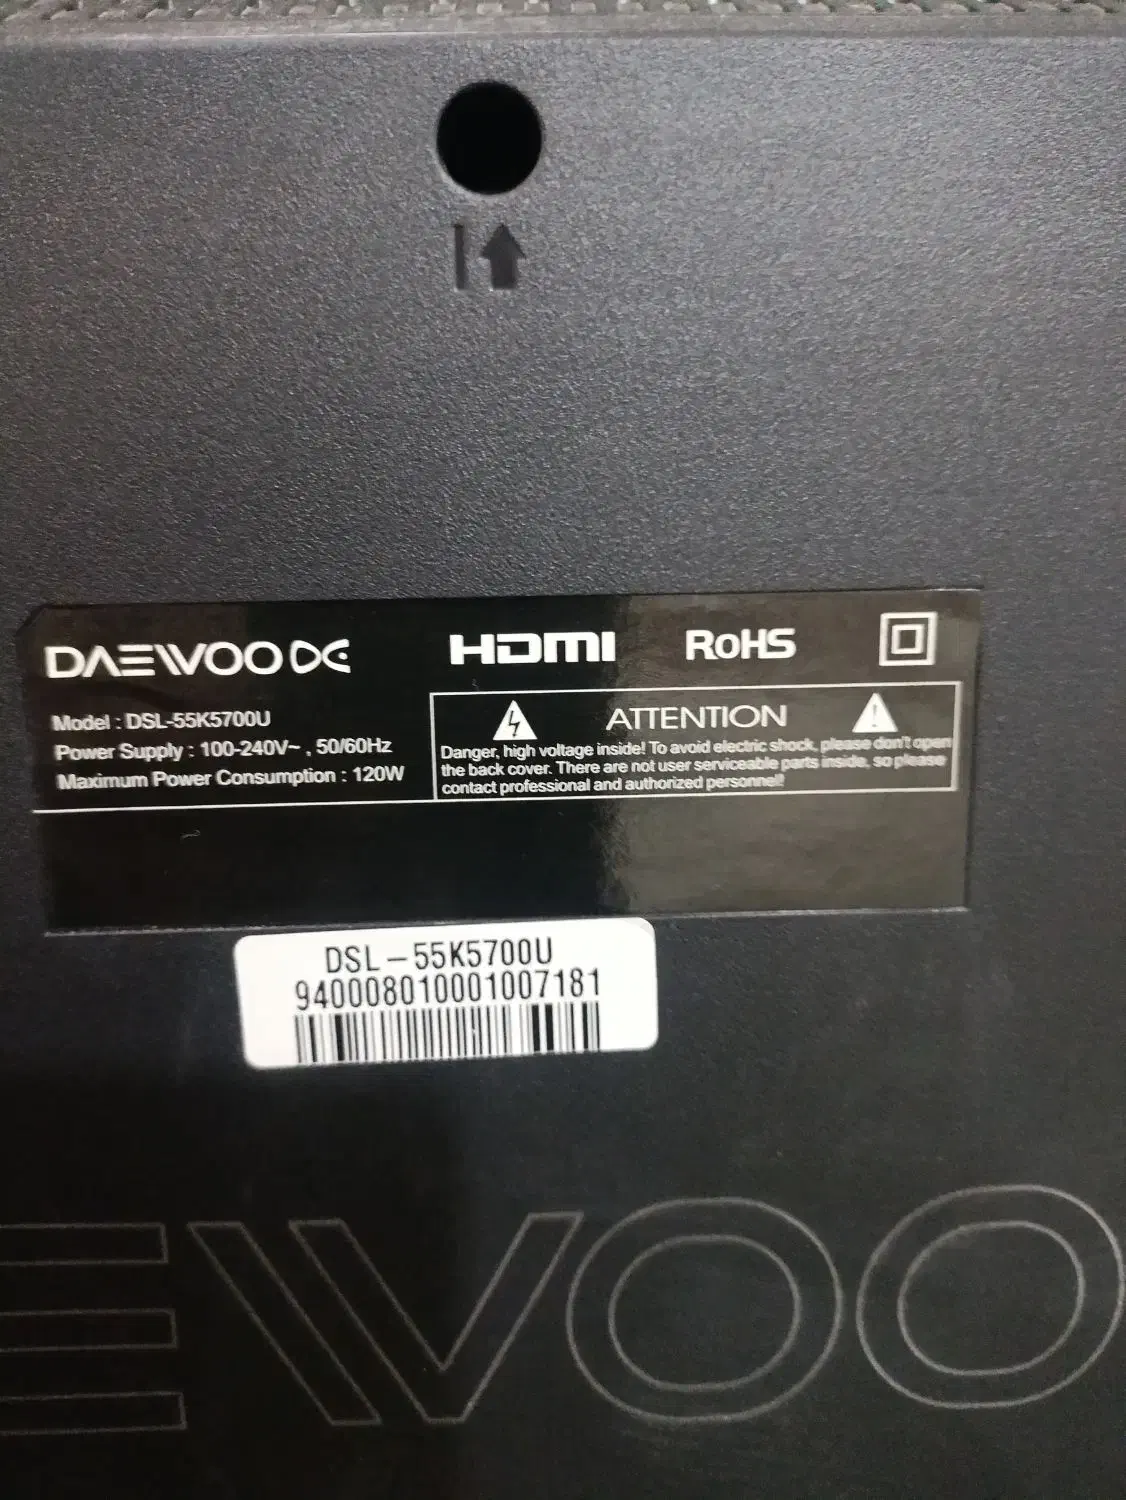 DAEWOO DE
HDMI
RoHS
Model : DSL-55K5700U
Power Supply : 100-240V~ , 50/60Hz
Maximum Power Consumption : 120W
ATTENTION
Danger, high voltage inside! To avoid electric shock, please don't open
the back cover. There are not user serviceable parts inside, so please
contact professional and authorized personnel!
DSL-55K5700U
940008010001007181
EWOO